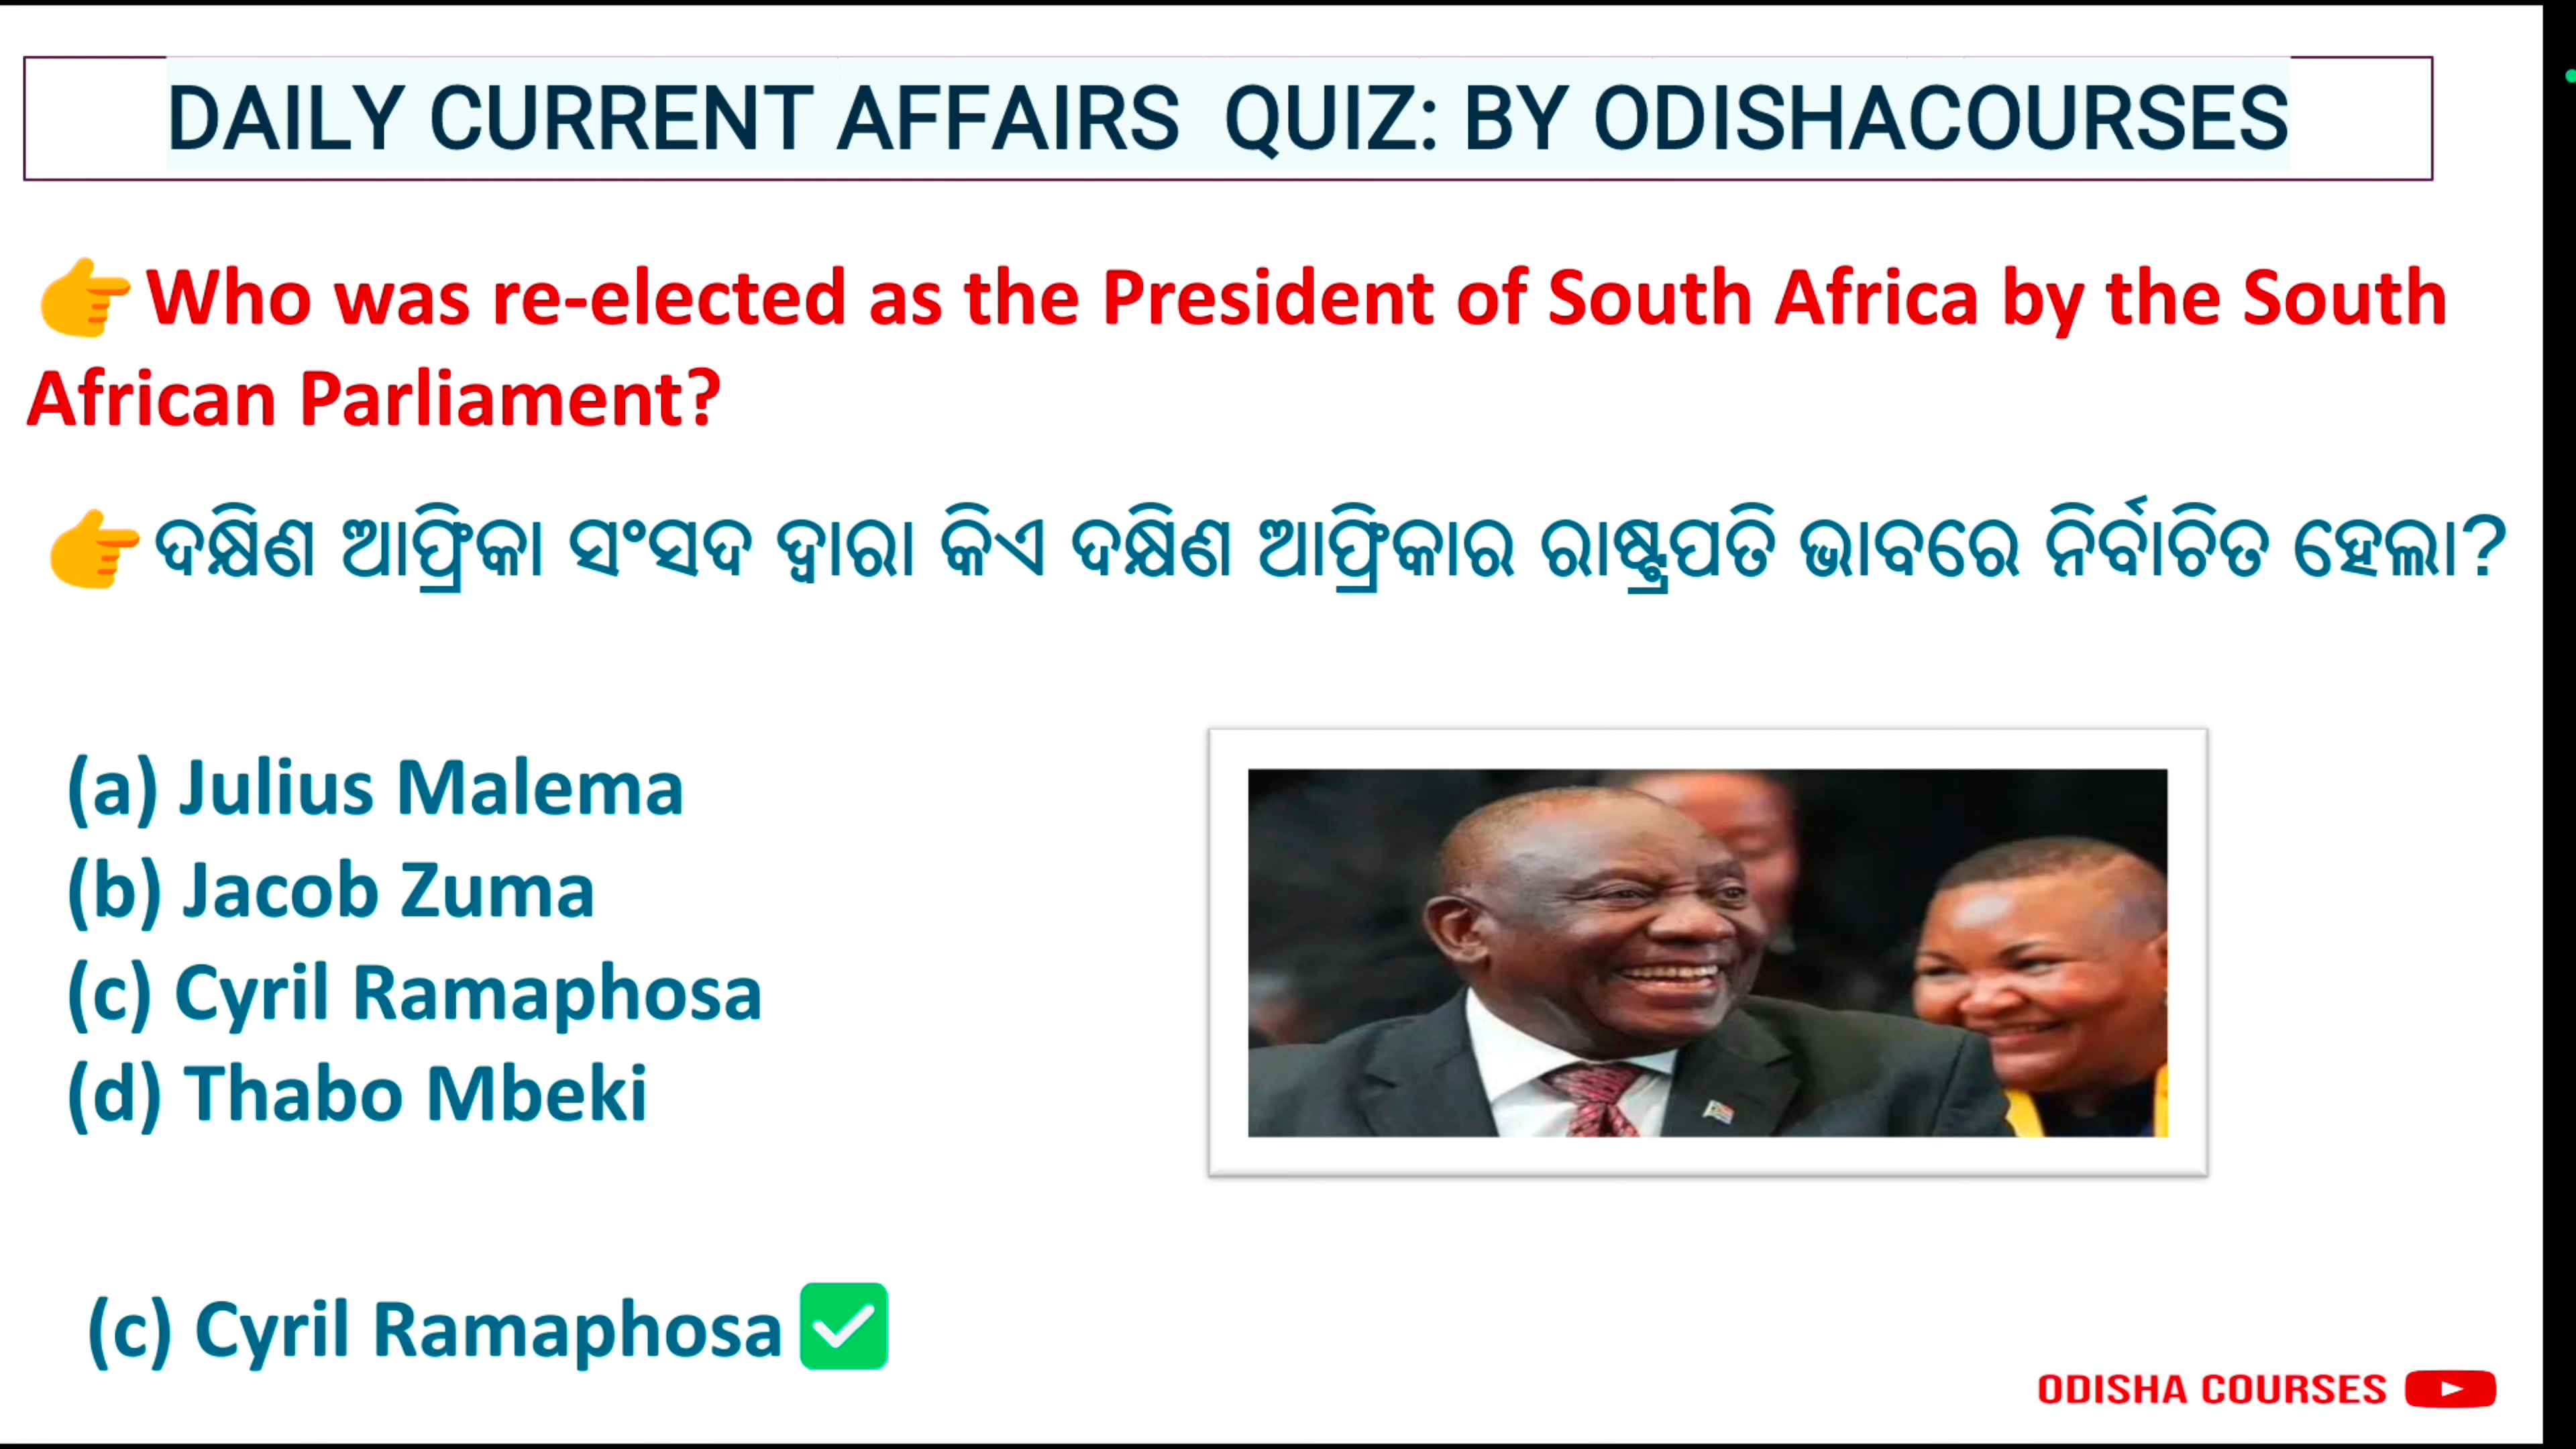 DAILY CURRENT AFFAIRS QUIZ: BY ODISHACOURSES
👉Who was re-elected as the President of South Africa by the South
African Parliament?
👉ଦକ୍ଷିଣ ଆଫ୍ରିକା ସଂସଦ ଦ୍ୱାରା କିଏ ଦକ୍ଷିଣ ଆଫ୍ରିକାର ରାଷ୍ଟ୍ରପତି ଭାବରେ ନିର୍ବାଚିତ ହେଲା?
(a) Julius Malema
(b) Jacob Zuma
(c) Cyril Ramaphosa
(d) Thabo Mbeki
(c) Cyril Ramaphosa ✅
ODISHA COURSES